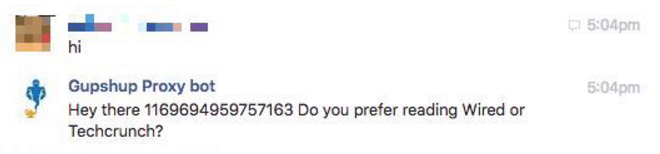 5:04pm
hi
Gupshup Proxy bot
5:04pm
Hey there 1169694959757163 Do you prefer reading Wired or
Techcrunch?